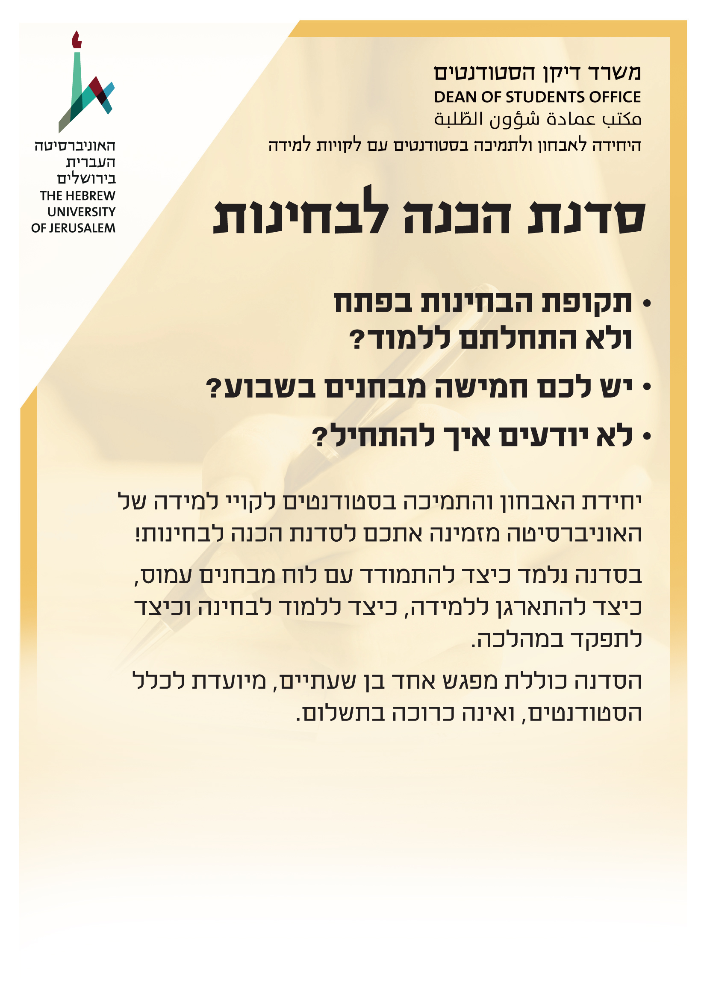 משרד דיקן הסטודנטים
DEAN OF STUDENTS OFFICE
مكتب عمادة شؤون الطّلبة
היחידה לאבחון ולתמיכה בסטודנטים עם לקויות למידה
האוניברסיטה
העברית
בירושלים
THE HEBREW
UNIVERSITY
OF JERUSALEM
סדנת הכנה לבחינות
• תקופת הבחינות בפתח
ולא התחלתם ללמוד?
• יש לכם חמישה מבחנים בשבוע?
• לא יודעים איך להתחיל?
יחידת האבחון והתמיכה בסטודנטים לקויי למידה של
האוניברסיטה מזמינה אתכם לסדנת הכנה לבחינות!
בסדנה נלמד כיצד להתמודד עם לוח מבחנים עמוס,
כיצד להתארגן ללמידה, כיצד ללמוד לבחינה וכיצד
לתפקד במהלכה.
הסדנה כוללת מפגש אחד בן שעתיים, מיועדת לכלל
הסטודנטים, ואינה כרוכה בתשלום.